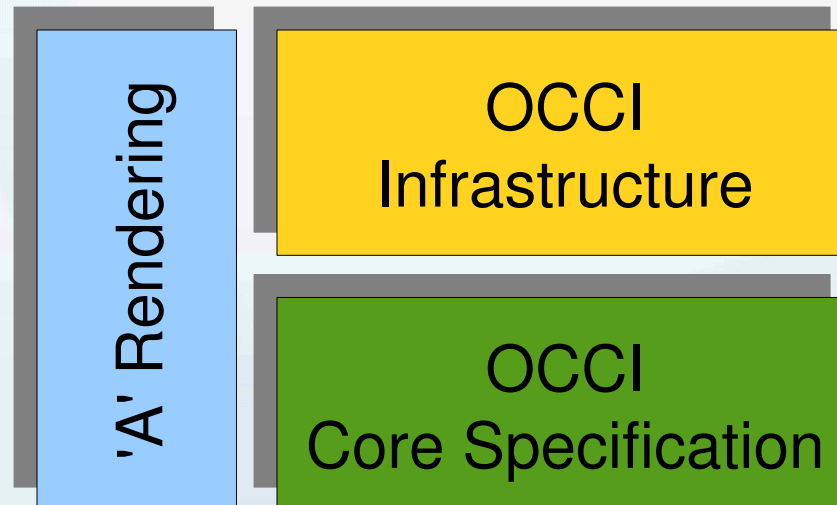 'A' Rendering
OCCI
Infrastructure
OCCI
Core Specification